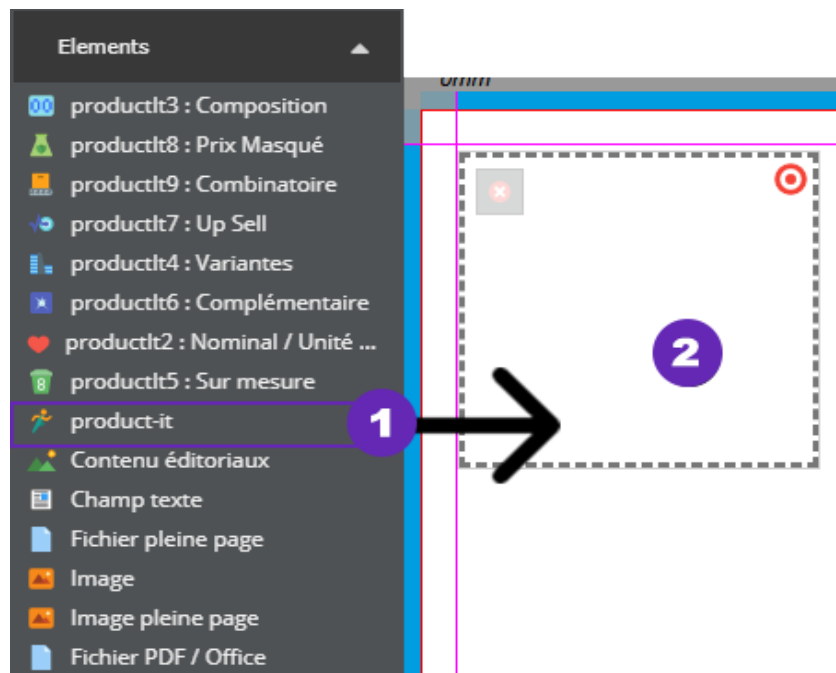 Elements
0mm
productIt3 : Composition
productIt8 : Prix Masqué
productIt9 : Combinatoire
productIt7 : Up Sell
productIt4 : Variantes
productIt6 : Complémentaire
productIt2 : Nominal / Unité ...
8
productIt5 : Sur mesure
product-it
1
2
Contenu éditoriaux
Champ texte
Fichier pleine page
Image
Image pleine page
Fichier PDF / Office